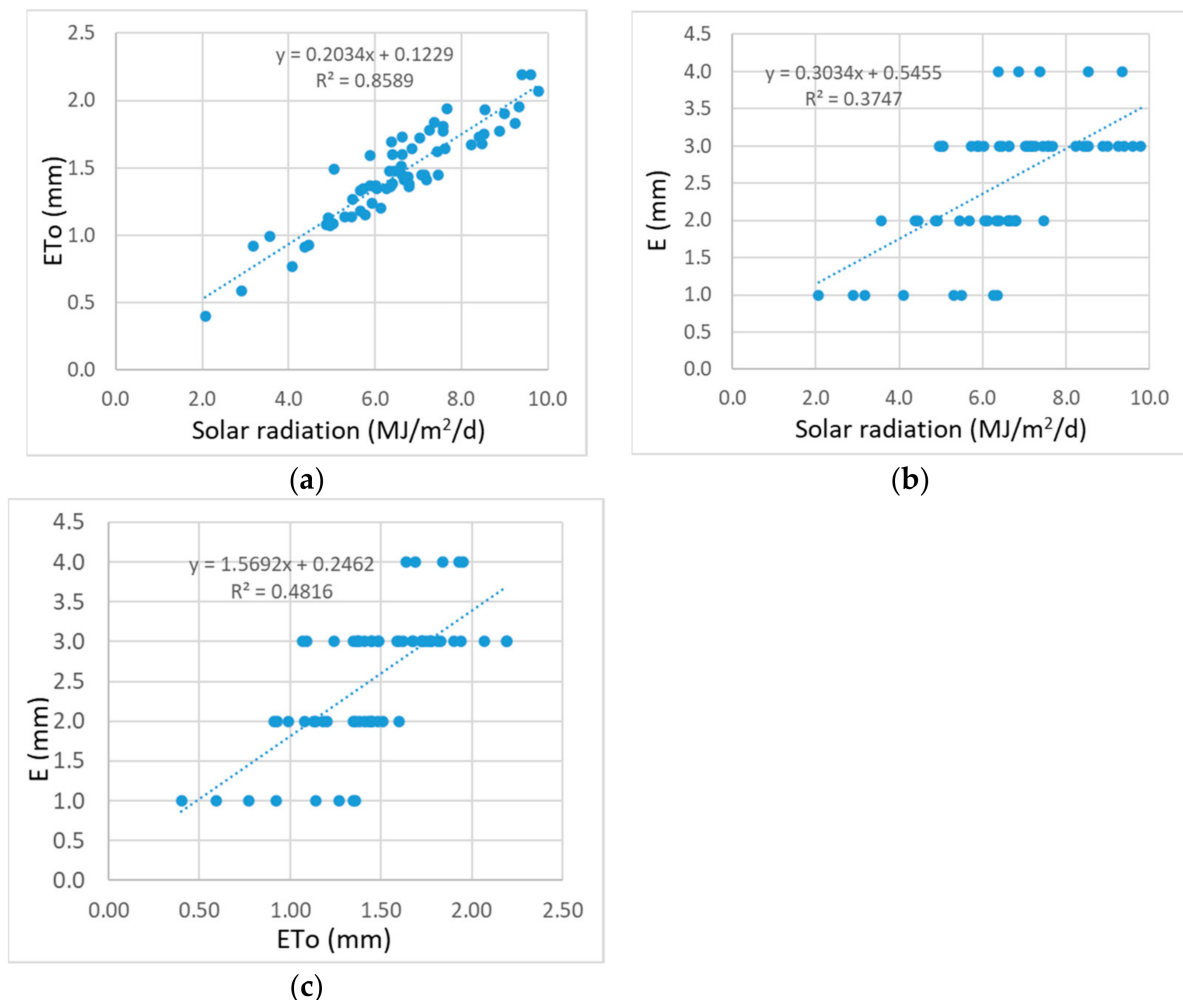 2.5
y = 0.2034x + 0.1229
R² = 0.8589
2.0
1.5
1.0
0.5
0.0
ETo (mm)
0.0 2.0 4.0 6.0 8.0 10.0
Solar radiation (MJ/m²/d)
(a)
4.5
4.0
y = 0.3034x + 0.5455
R² = 0.3747
3.5
3.0
2.5
2.0
1.5
1.0
0.5
0.0
E (mm)
0.0 2.0 4.0 6.0 8.0 10.0
Solar radiation (MJ/m²/d)
(b)
4.5
4.0
y = 1.5692x + 0.2462
R² = 0.4816
3.5
3.0
2.5
2.0
1.5
1.0
0.5
0.0
E (mm)
0.00 0.50 1.00 1.50 2.00 2.50
ETo (mm)
(c)